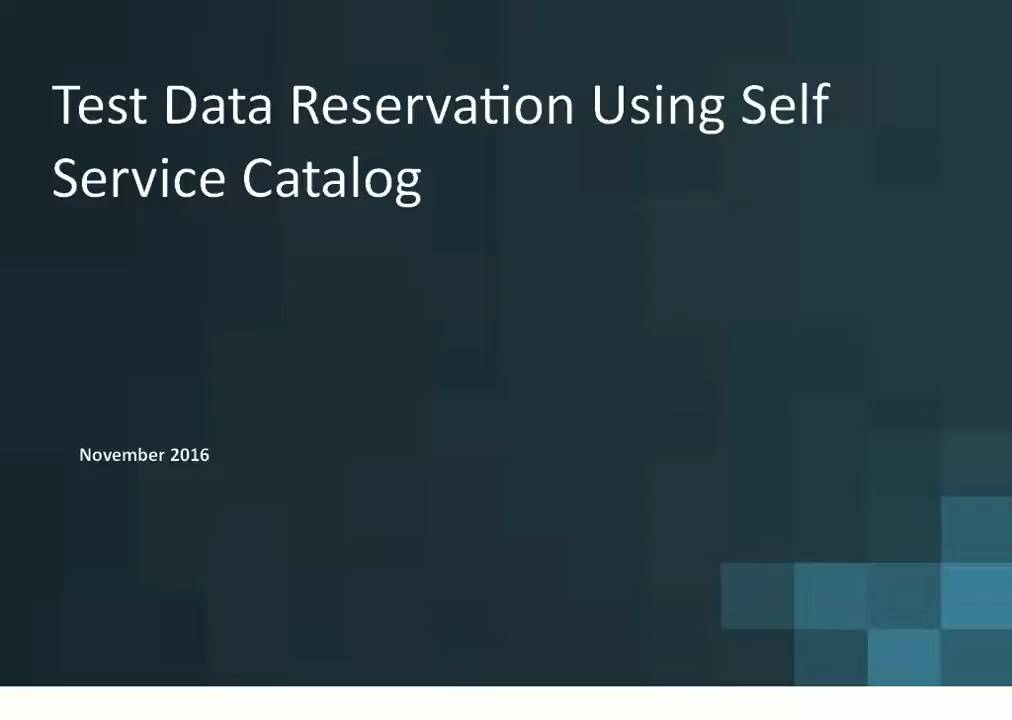 Test Data Reservation Using Self
Service Catalog
November 2016